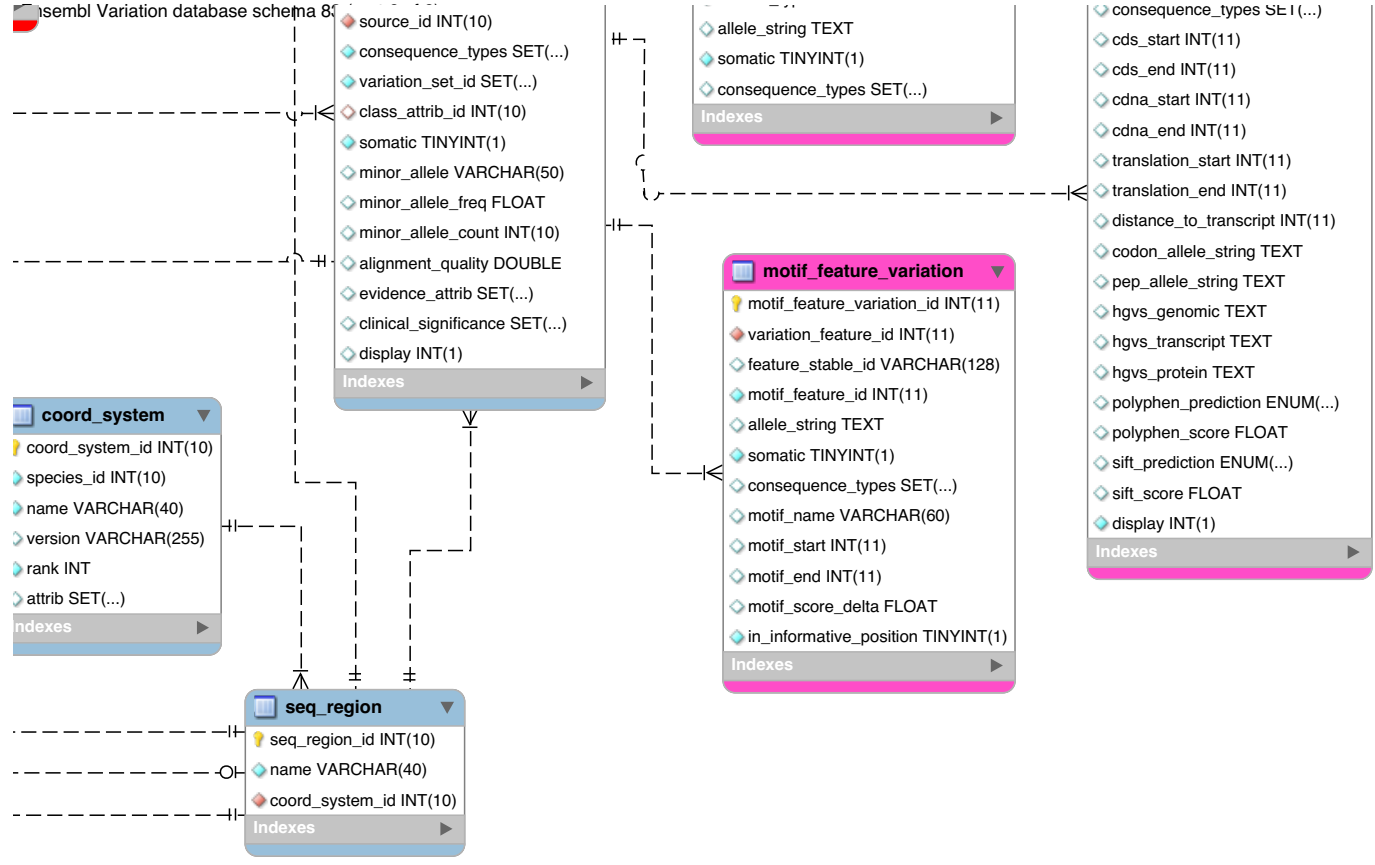 Ensembl Variation database schema
source_id INT(10)
consequence_types SET(...)
variation_set_id SET(...)
class_attrib_id INT(10)
somatic TINYINT(1)
minor_allele VARCHAR(50)
minor_allele_freq FLOAT
minor_allele_count INT(10)
alignment_quality DOUBLE
evidence_attrib SET(...)
clinical_significance SET(...)
display INT(1)
Indexes
allele_string TEXT
somatic TINYINT(1)
consequence_types SET(...)
Indexes
consequence_types SET(...)
cds_start INT(11)
cds_end INT(11)
cdna_start INT(11)
cdna_end INT(11)
translation_start INT(11)
translation_end INT(11)
distance_to_transcript INT(11)
codon_allele_string TEXT
pep_allele_string TEXT
hgvs_genomic TEXT
hgvs_transcript TEXT
hgvs_protein TEXT
polyphen_prediction ENUM(...)
polyphen_score FLOAT
sift_prediction ENUM(...)
sift_score FLOAT
display INT(1)
Indexes
motif_feature_variation
motif_feature_variation_id INT(11)
variation_feature_id INT(11)
feature_stable_id VARCHAR(128)
motif_feature_id INT(11)
allele_string TEXT
somatic TINYINT(1)
consequence_types SET(...)
motif_name VARCHAR(60)
motif_start INT(11)
motif_end INT(11)
motif_score_delta FLOAT
in_informative_position TINYINT(1)
Indexes
coord_system
coord_system_id INT(10)
species_id INT(10)
name VARCHAR(40)
version VARCHAR(255)
rank INT
attrib SET(...)
Indexes
seq_region
seq_region_id INT(10)
name VARCHAR(40)
coord_system_id INT(10)
Indexes